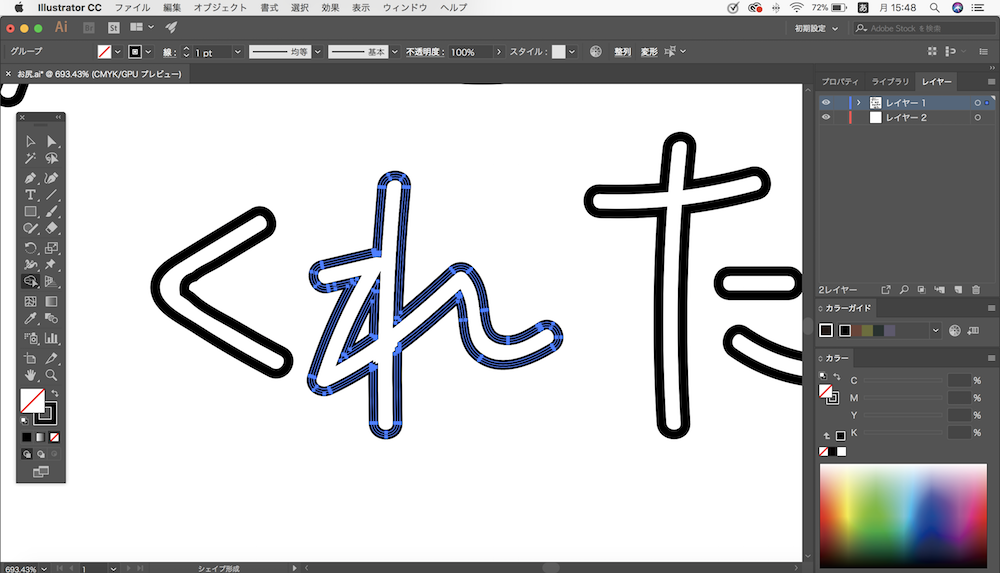 Illustrator CC ファイル 編集 オブジェクト 書式 選択 効果 表示 ウィンドウ ヘルプ 72% あ 月 15:48
Ai Br St 初期設定 Adobe Stock を検索
グループ 線: 1 pt 均等 基本 不透明度: 100% スタイル: 整列 変形
× お尻.ai* @ 693.43% (CMYK/GPU プレビュー)
プロパティ ライブラリ レイヤー
レイヤー 1
レイヤー 2
くれた
2レイヤー
カラーガイド
カラー
C %
M %
Y %
K %
693.43% 1 シェイプ形成